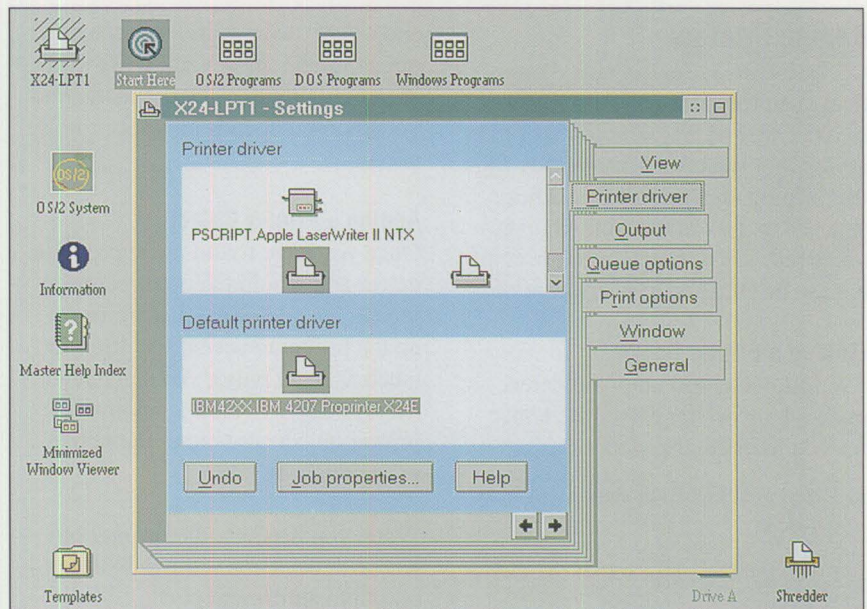 X24-LPT1
Start Here
OS/2 Programs
DOS Programs
Windows Programs
X24-LPT1 - Settings
Printer driver
PSCRIPT.Apple LaserWriter II NTX
Default printer driver
IBM42XX.IBM 4207 Proprinter X24E
Undo
Job properties...
Help
View
Printer driver
Output
Queue options
Print options
Window
General
OS/2
OS/2 System
Information
Master Help Index
Minimized
Window Viewer
Templates
Drive A
Shredder